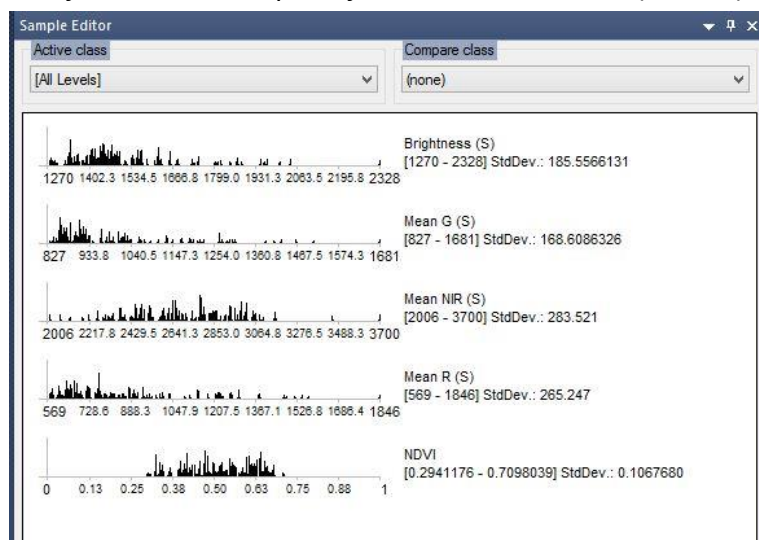 Sample Editor
Active class
Compare class
[All Levels]
(none)
Brightness (S)
[1270 - 2328] StdDev.: 185.5566131
1270 1402.3 1534.5 1666.8 1799.0 1931.3 2063.5 2195.8 2328
Mean G (S)
[827 - 1681] StdDev.: 168.6086326
827 933.8 1040.5 1147.3 1254.0 1360.8 1467.5 1574.3 1681
Mean NIR (S)
[2006 - 3700] StdDev.: 283.521
2006 2217.8 2429.5 2641.3 2853.0 3064.8 3276.5 3488.3 3700
Mean R (S)
[569 - 1846] StdDev.: 265.247
569 728.6 888.3 1047.9 1207.5 1367.1 1526.8 1686.4 1846
NDVI
[0.2941176 - 0.7098039] StdDev.: 0.1067680
0 0.13 0.25 0.38 0.50 0.63 0.75 0.88 1